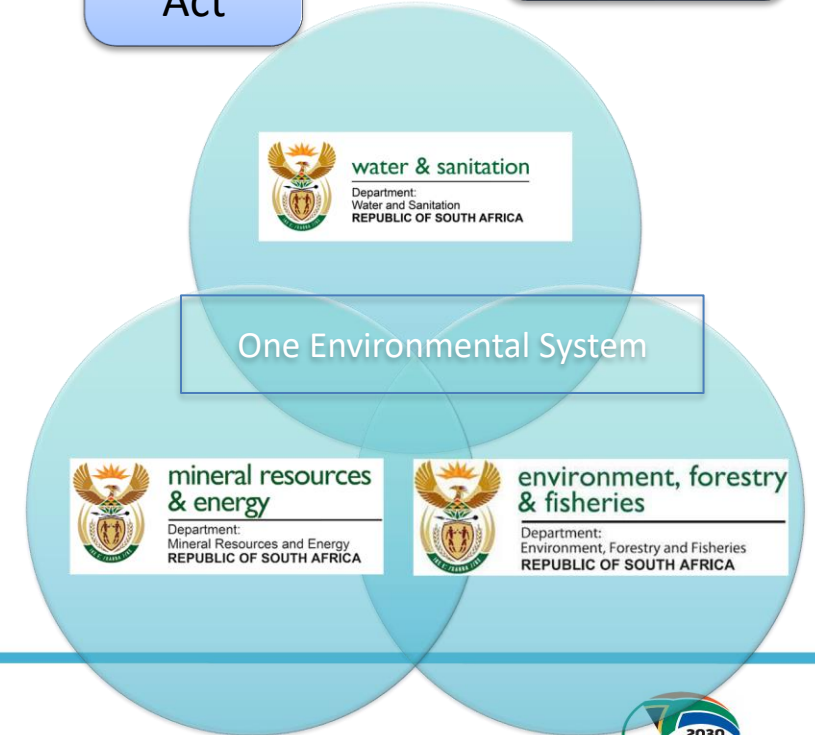 Act
water & sanitation
Department:
Water and Sanitation
REPUBLIC OF SOUTH AFRICA
One Environmental System
mineral resources
& energy
Department:
Mineral Resources and Energy
REPUBLIC OF SOUTH AFRICA
environment, forestry
& fisheries
Department:
Environment, Forestry and Fisheries
REPUBLIC OF SOUTH AFRICA
2030